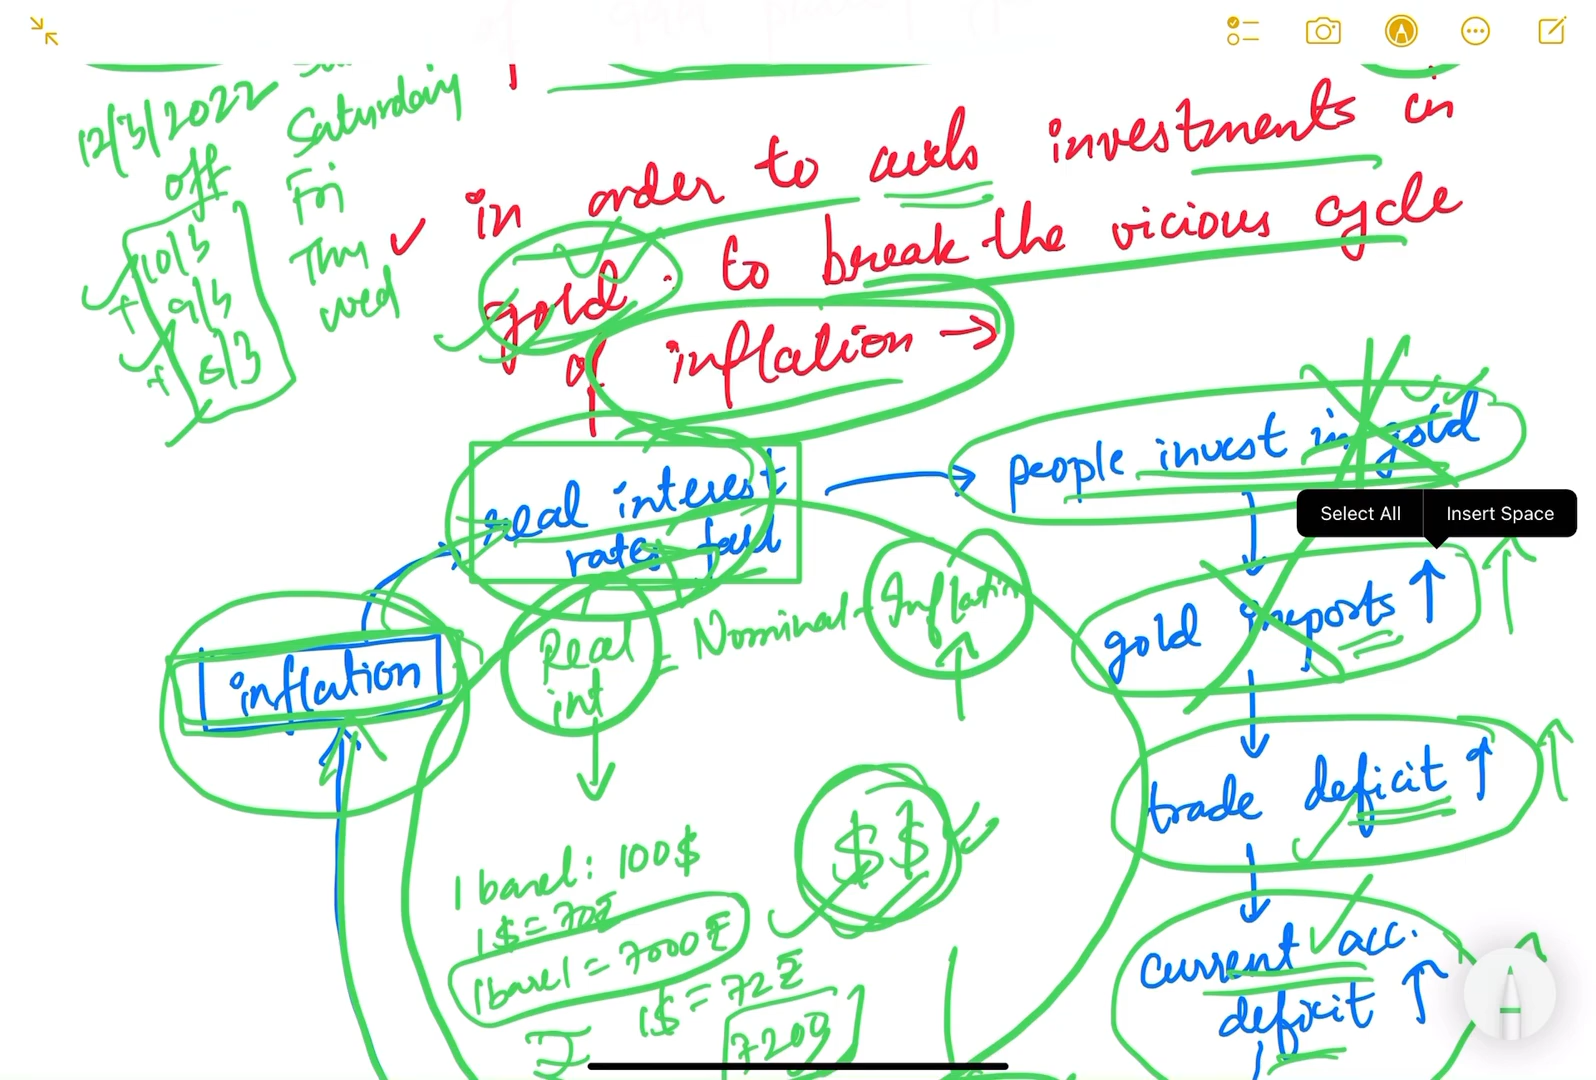 12/3/2022
off
10/3
9/3
8/3
Saturday
Fri
Thu
wed
in order to curb investments in
gold. to break the vicious cycle
of inflation →
real interest
rates fall
people invest in gold
Select All
Insert Space
gold imports ↑
inflation
Real
int
= Nominal - Inflation
trade deficit ↑
current acc.
deficit ↑
$$
1 barel: 100$
1$ = 70₹
1 barel = 7000₹
1$ = 72₹
7200
₹